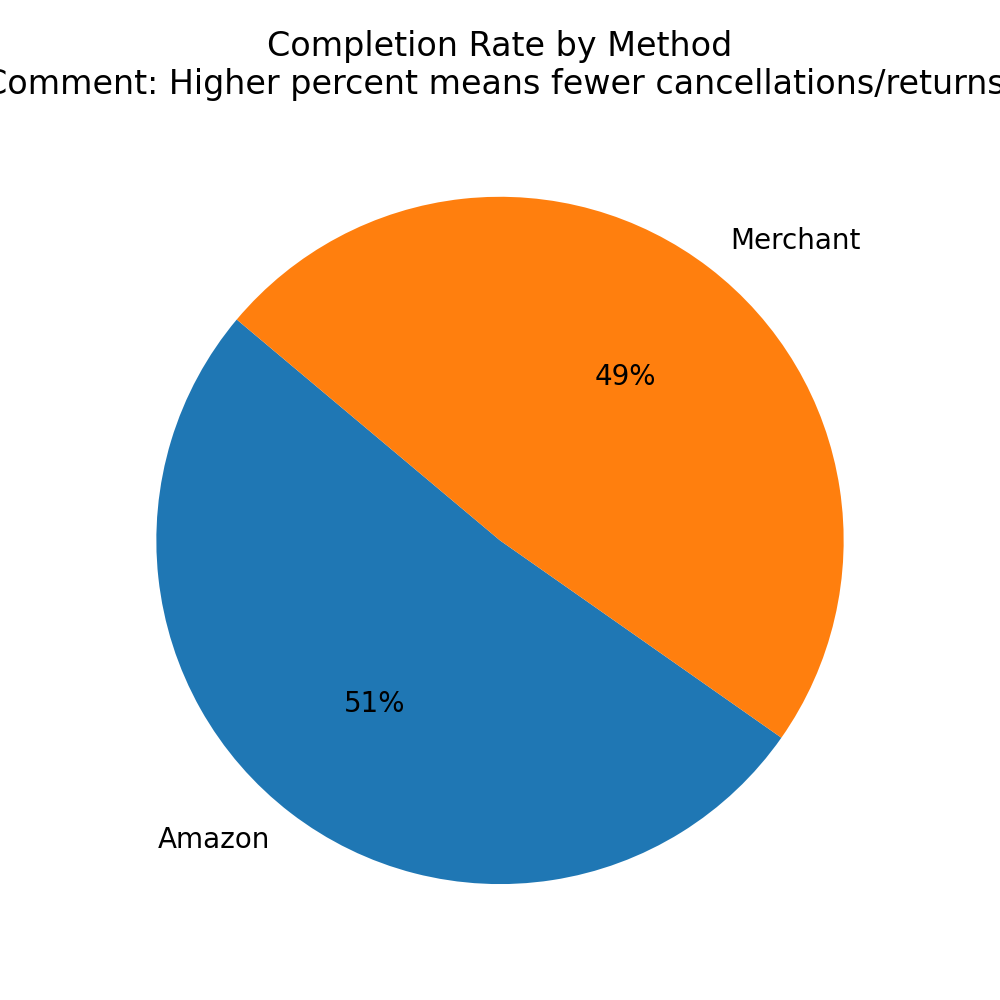 Completion Rate by Method
Comment: Higher percent means fewer cancellations/returns
Merchant
49%
51%
Amazon